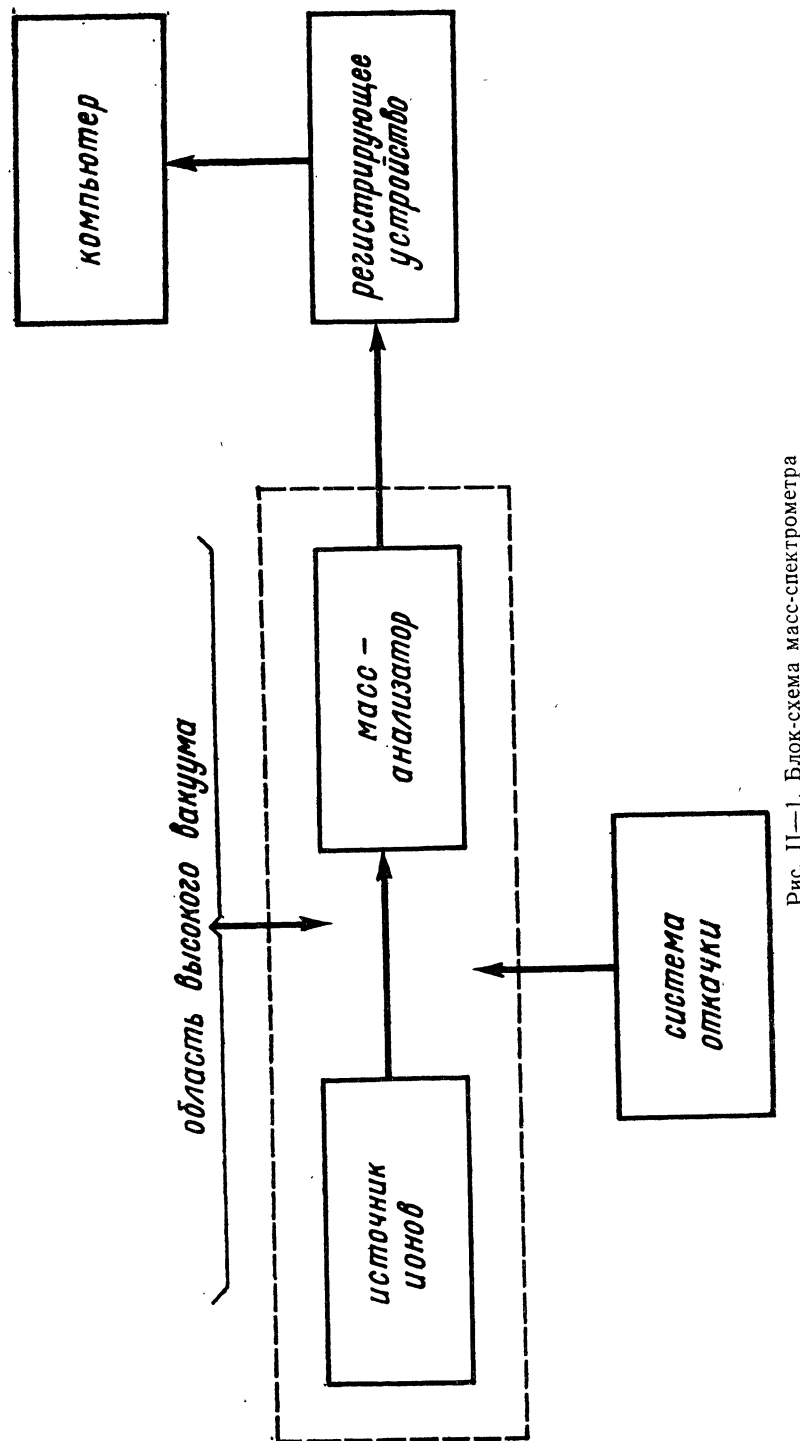 компьютер
регистрирующее
устройство
область высокого вакуума
масс –
анализатор
источник
ионов
система
откачки
Рис. II—1. Блок-схема масс-спектрометра